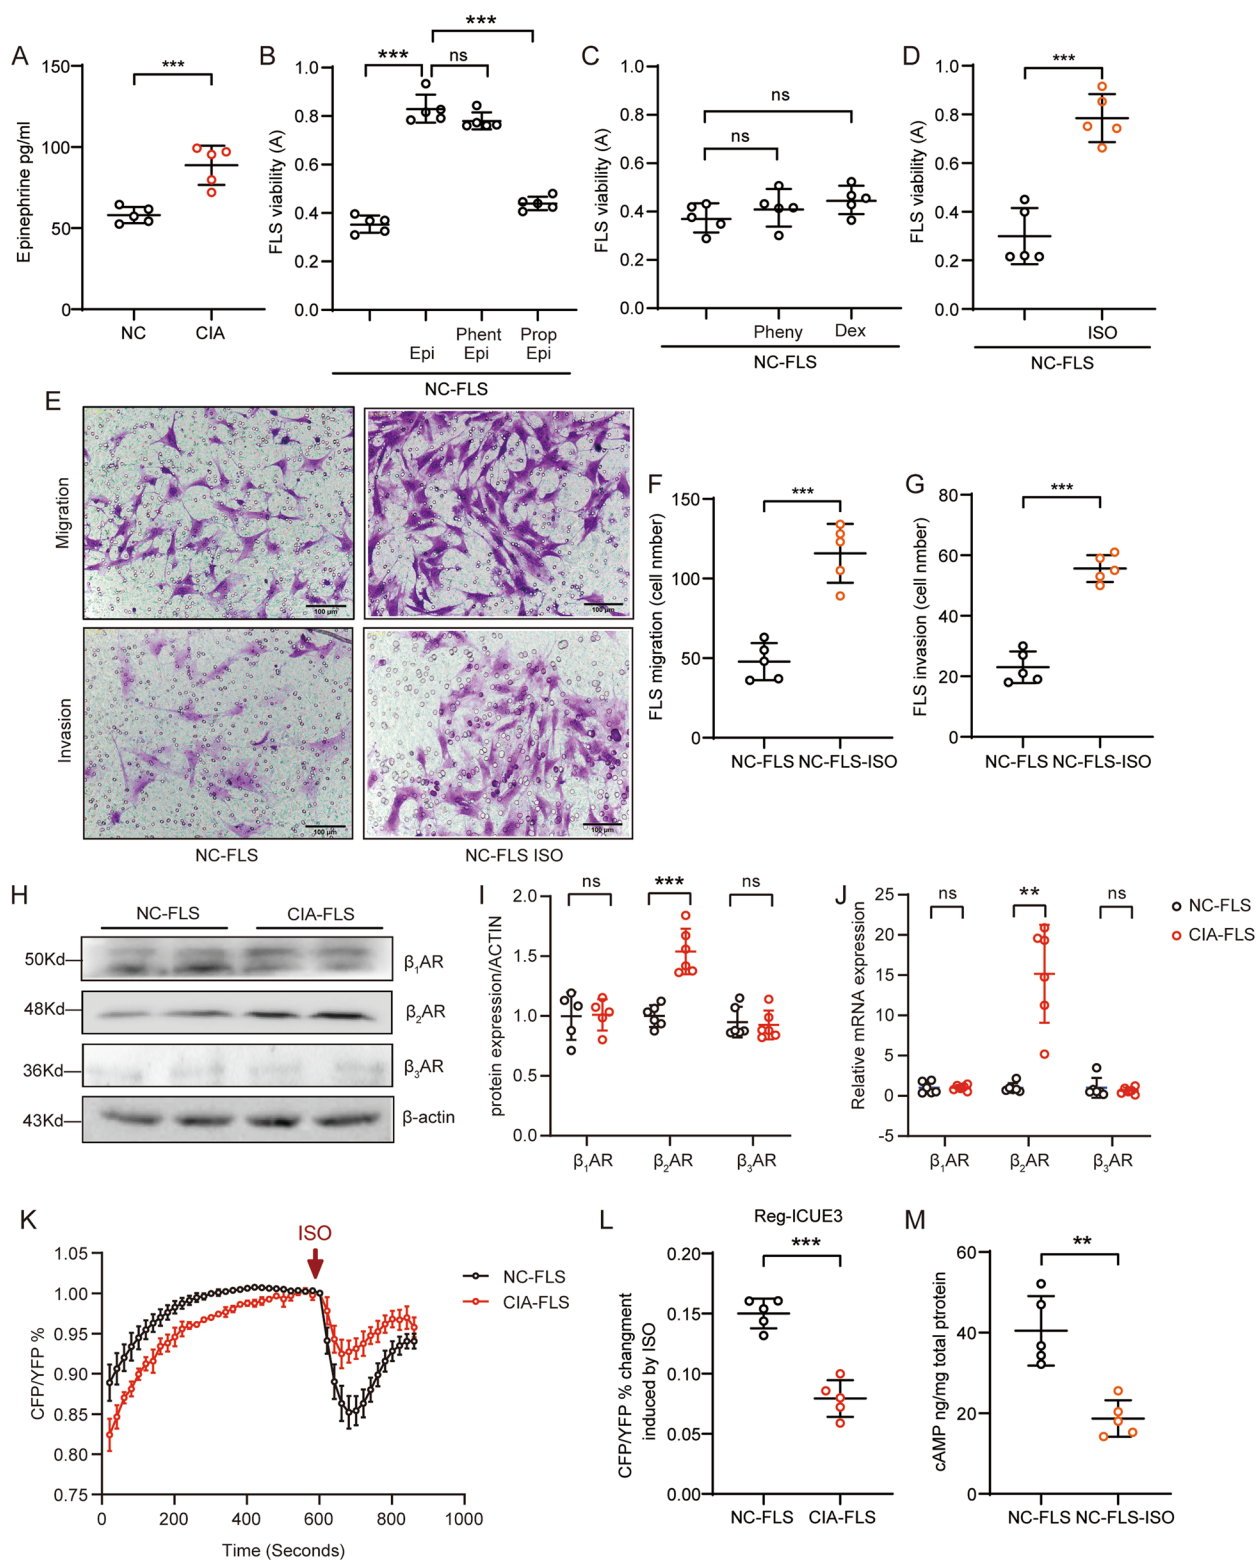 A
Epinephrine pg/ml
150
100
50
0
***
NC
CIA
B
FLS viability (A)
1.0
0.8
0.6
0.4
0.2
0.0
***
***
ns
Epi
Phent
Epi
Prop
Epi
NC-FLS
C
FLS viability (A)
1.0
0.8
0.6
0.4
0.2
0.0
ns
ns
Pheny
Dex
NC-FLS
D
FLS viability (A)
1.0
0.8
0.6
0.4
0.2
0.0
***
ISO
NC-FLS
E
Migration
Invasion
100 μm
100 μm
100 μm
100 μm
NC-FLS
NC-FLS ISO
F
FLS migration (cell nmber)
150
100
50
0
***
NC-FLS
NC-FLS-ISO
G
FLS invasion (cell nmber)
80
60
40
20
0
***
NC-FLS
NC-FLS-ISO
H
NC-FLS
CIA-FLS
50Kd
β₁AR
48Kd
β₂AR
36Kd
β₃AR
43Kd
β-actin
I
protein expression/ACTIN
2.0
1.5
1.0
0.5
0.0
ns
***
ns
β₁AR
β₂AR
β₃AR
J
Relative mRNA expression
25
20
15
10
5
0
-5
ns
**
ns
β₁AR
β₂AR
β₃AR
NC-FLS
CIA-FLS
K
CFP/YFP %
1.05
1.00
0.95
0.90
0.85
0.80
0.75
ISO
NC-FLS
CIA-FLS
0
200
400
600
800
1000
Time (Seconds)
L
Reg-ICUE3
CFP/YFP % changment
induced by ISO
0.20
0.15
0.10
0.05
0.00
***
NC-FLS
CIA-FLS
M
cAMP ng/mg total ptrotein
60
40
20
0
**
NC-FLS
NC-FLS-ISO